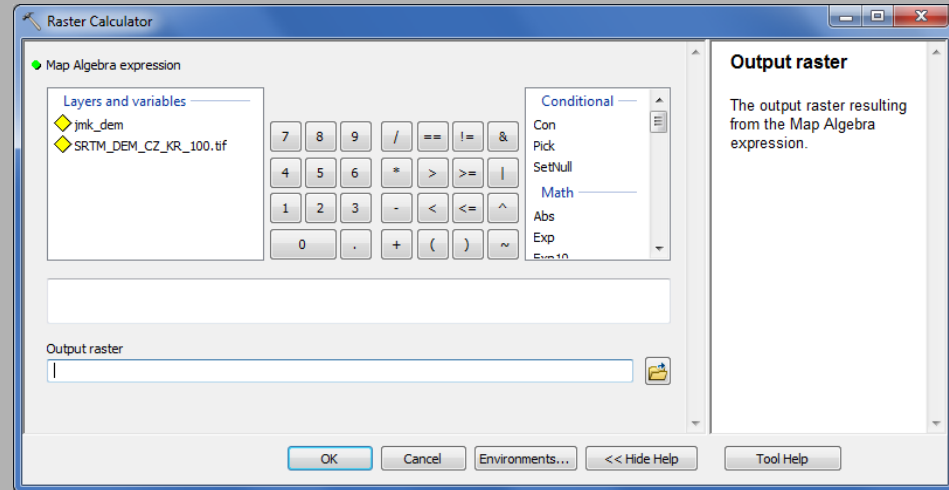 Raster Calculator
Map Algebra expression
Layers and variables
jmk_dem
SRTM_DEM_CZ_KR_100.tif
7 8 9 / == != &
4 5 6 * > >= |
1 2 3 - < <= ^
0 . + ( ) ~
Conditional
Con
Pick
SetNull
Math
Abs
Exp
Exp10
Output raster
OK
Cancel
Environments...
<< Hide Help
Tool Help
Output raster
The output raster resulting
from the Map Algebra
expression.